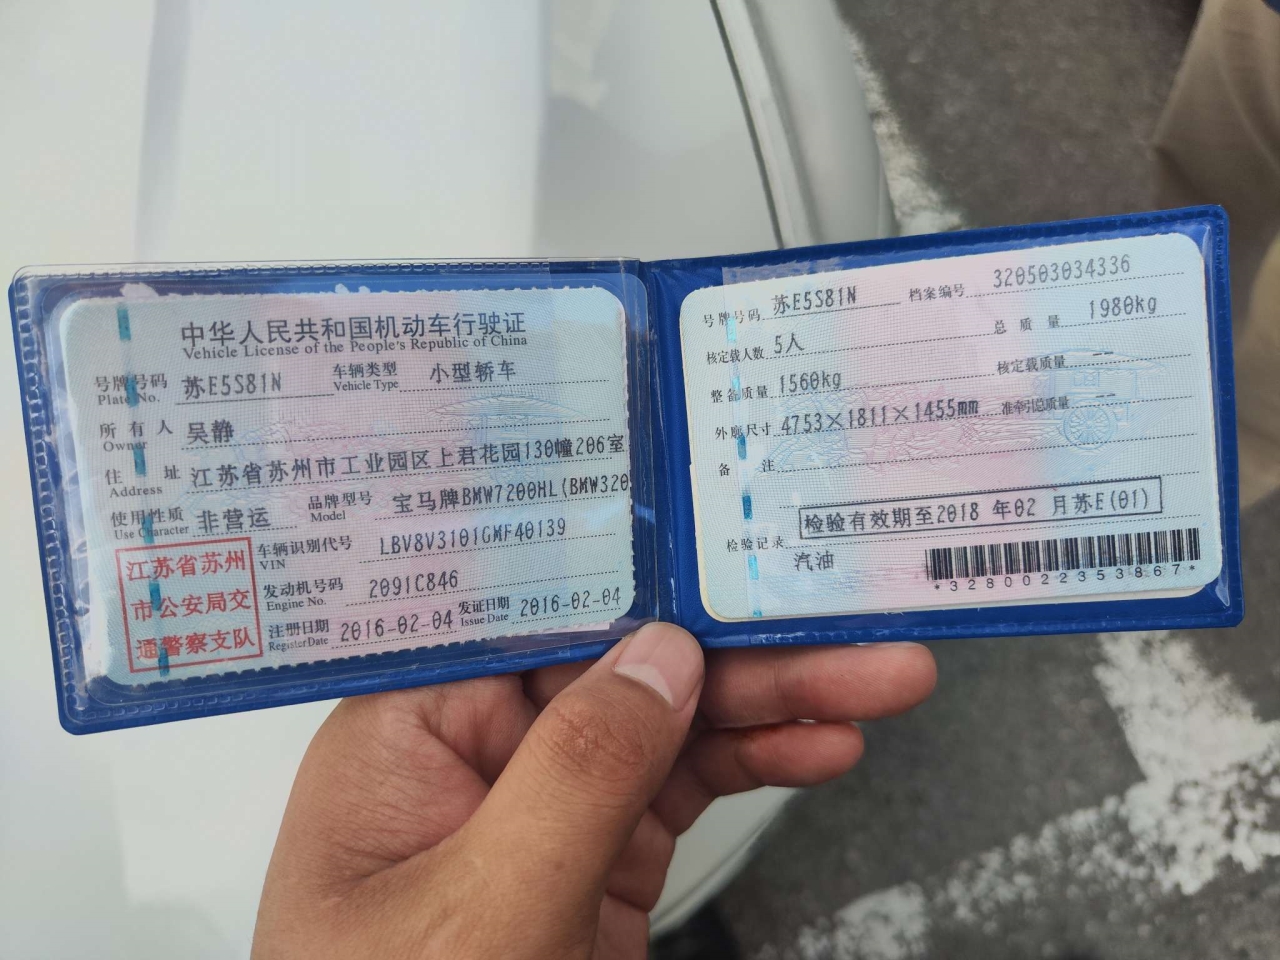 中华人民共和国机动车行驶证
Vehicle License of the People's Republic of China
号牌号码 苏E5S81N 车辆类型 小型轿车
Plate No. Vehicle Type
所有人 吴静
Owner
住址 江苏省苏州市工业园区上君花园130幢206室
Address
使用性质 非营运 品牌型号 宝马牌BMW7200HL(BMW320
Use Character Model
江苏省苏州
市公安局交
通警察支队
车辆识别代号 LBV8V3101GMF40139
VIN
发动机号码 2091C846
Engine No.
注册日期 2016-02-04 发证日期 2016-02-04
Register Date Issue Date
号牌号码 苏E5S81N 档案编号 320503034336
核定载人数 5人 总质量 1980kg
整备质量 1560kg 核定载质量 --
外廓尺寸 4753×1811×1455mm 准牵引总质量 --
备注
检验有效期至2018 年02 月苏E(01)
检验记录
汽油
*3280022353867*